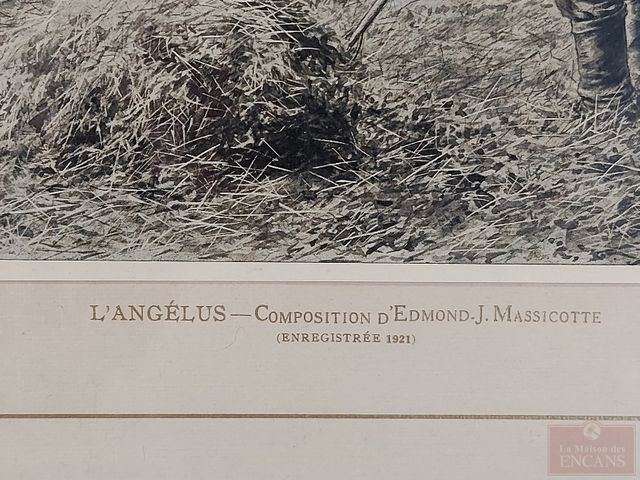 L'ANGÉLUS — COMPOSITION D'EDMOND-J. MASSICOTTE
(ENREGISTRÉE 1921)
La Maison des
ENCANS